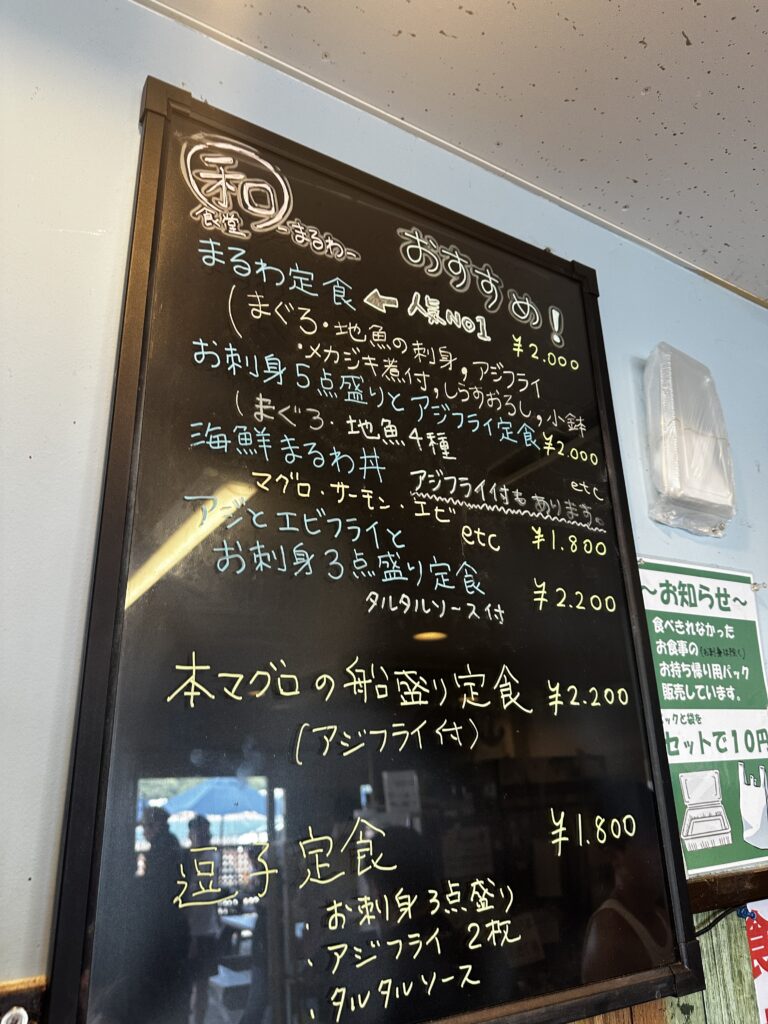 和
食堂 -まるわ-
おすすめ!
まるわ定食 ← 人気NO1
¥2.000
(まぐろ・地魚の刺身, アジフライ
・メカジキ煮付, しらすおろし, 小鉢
お刺身5点盛りとアジフライ定食 ¥2.000
(まぐろ・地魚4種 etc
海鮮まるわ丼 アジフライ付もあります。
マグロ・サーモン・エビ etc ¥1.800
アジとエビフライと
お刺身3点盛り定食 ¥2.200
タルタルソース付
本マグロの船盛り定食 ¥2.200
(アジフライ付)
逗子定食 ¥1.800
・お刺身3点盛り
・アジフライ2枚
・タルタルソース
～お知らせ～
食べきれなかった
お食事の(お刺身は除く)
お持ち帰り用パック
販売しています。
ックと袋を
セットで10円